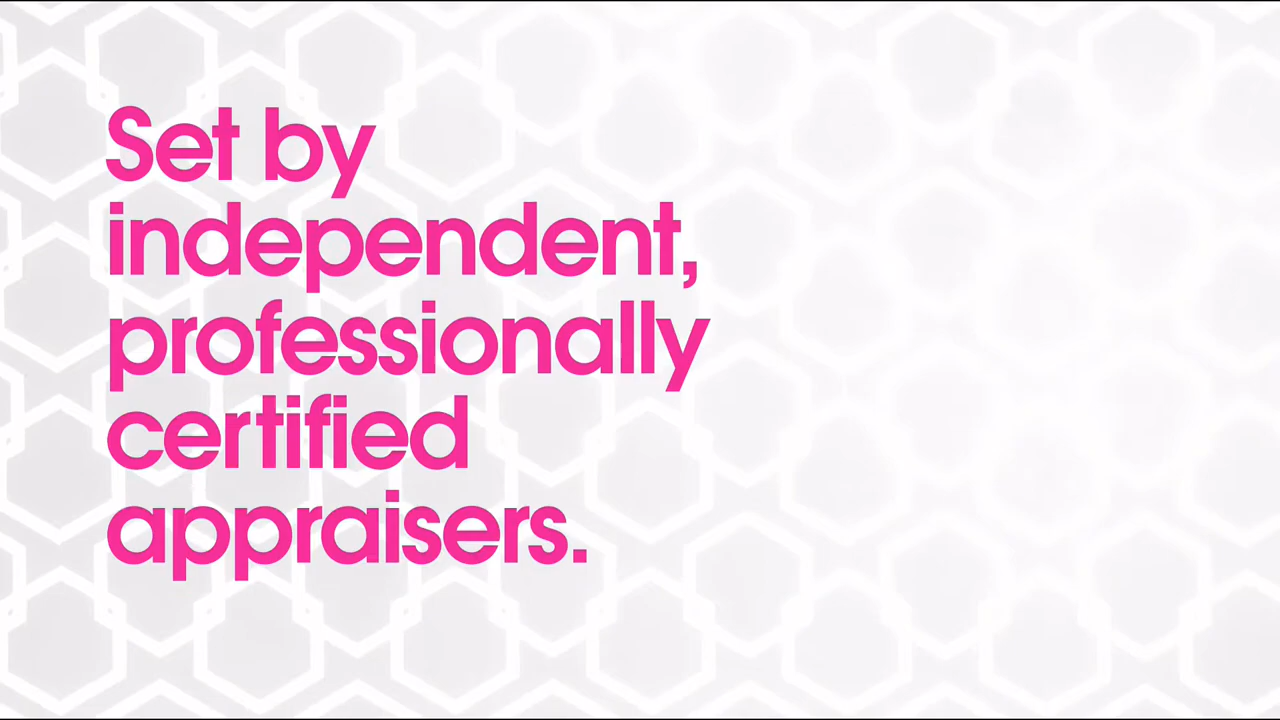 Set by
independent,
professionally
certified
appraisers.